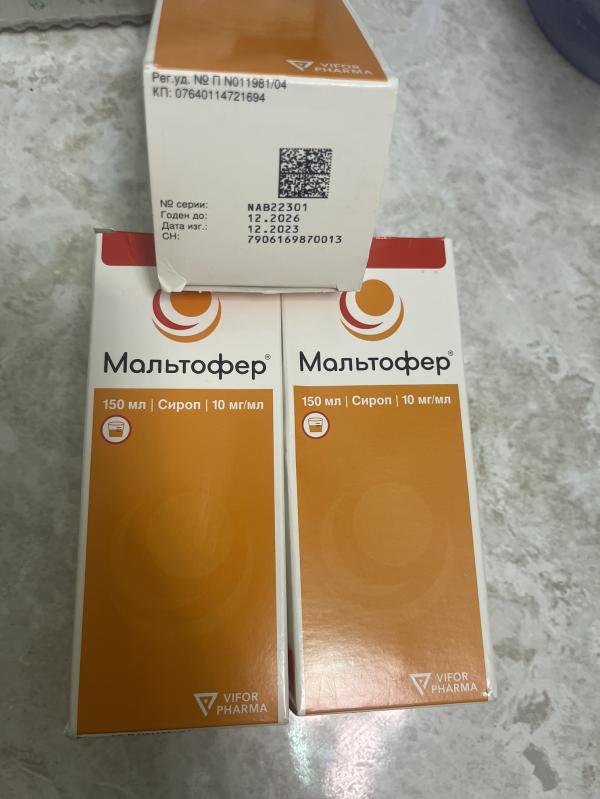 VIFOR
PHARMA
Рег.уд. № П N011981/04
КП: 07640114721694
№ серии: NAB22301
Годен до: 12.2026
Дата изг.: 12.2023
СН: 7906169870013
Мальтофер®
150 мл | Сироп | 10 мг/мл
VIFOR
PHARMA
Мальтофер®
150 мл | Сироп | 10 мг/мл
VIFOR
PHARMA